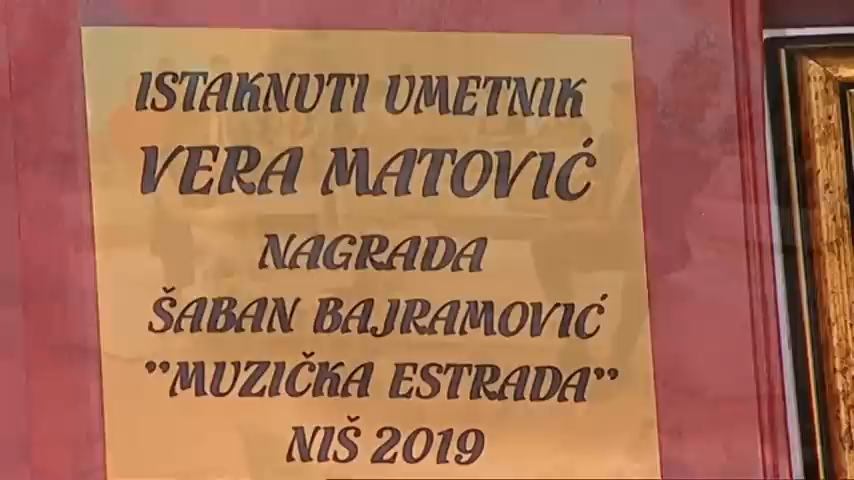 ISTAKNUTI UMETNIK
VERA MATOVIĆ
NAGRADA
ŠABAN BAJRAMOVIĆ
”MUZIČKA ESTRADA”
NIŠ 2019